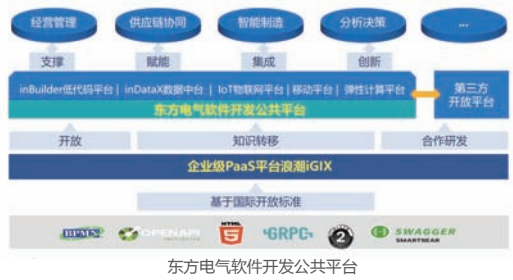 经营管理 供应链协同 智能制造 分析决策 ...
支撑 赋能 集成 创新
inBuilder低代码平台 | inDataX数据中台 | IoT物联网平台 | 移动平台 | 弹性计算平台
第三方
开放平台
东方电气软件开发公共平台
开放 知识转移 合作研发
企业级PaaS平台浪潮iGIX
基于国际开放标准
BPMN OPENAPI INITIATIVE HTML 5 gRPC 2 SWAGGER
SMARTBEAR
东方电气软件开发公共平台